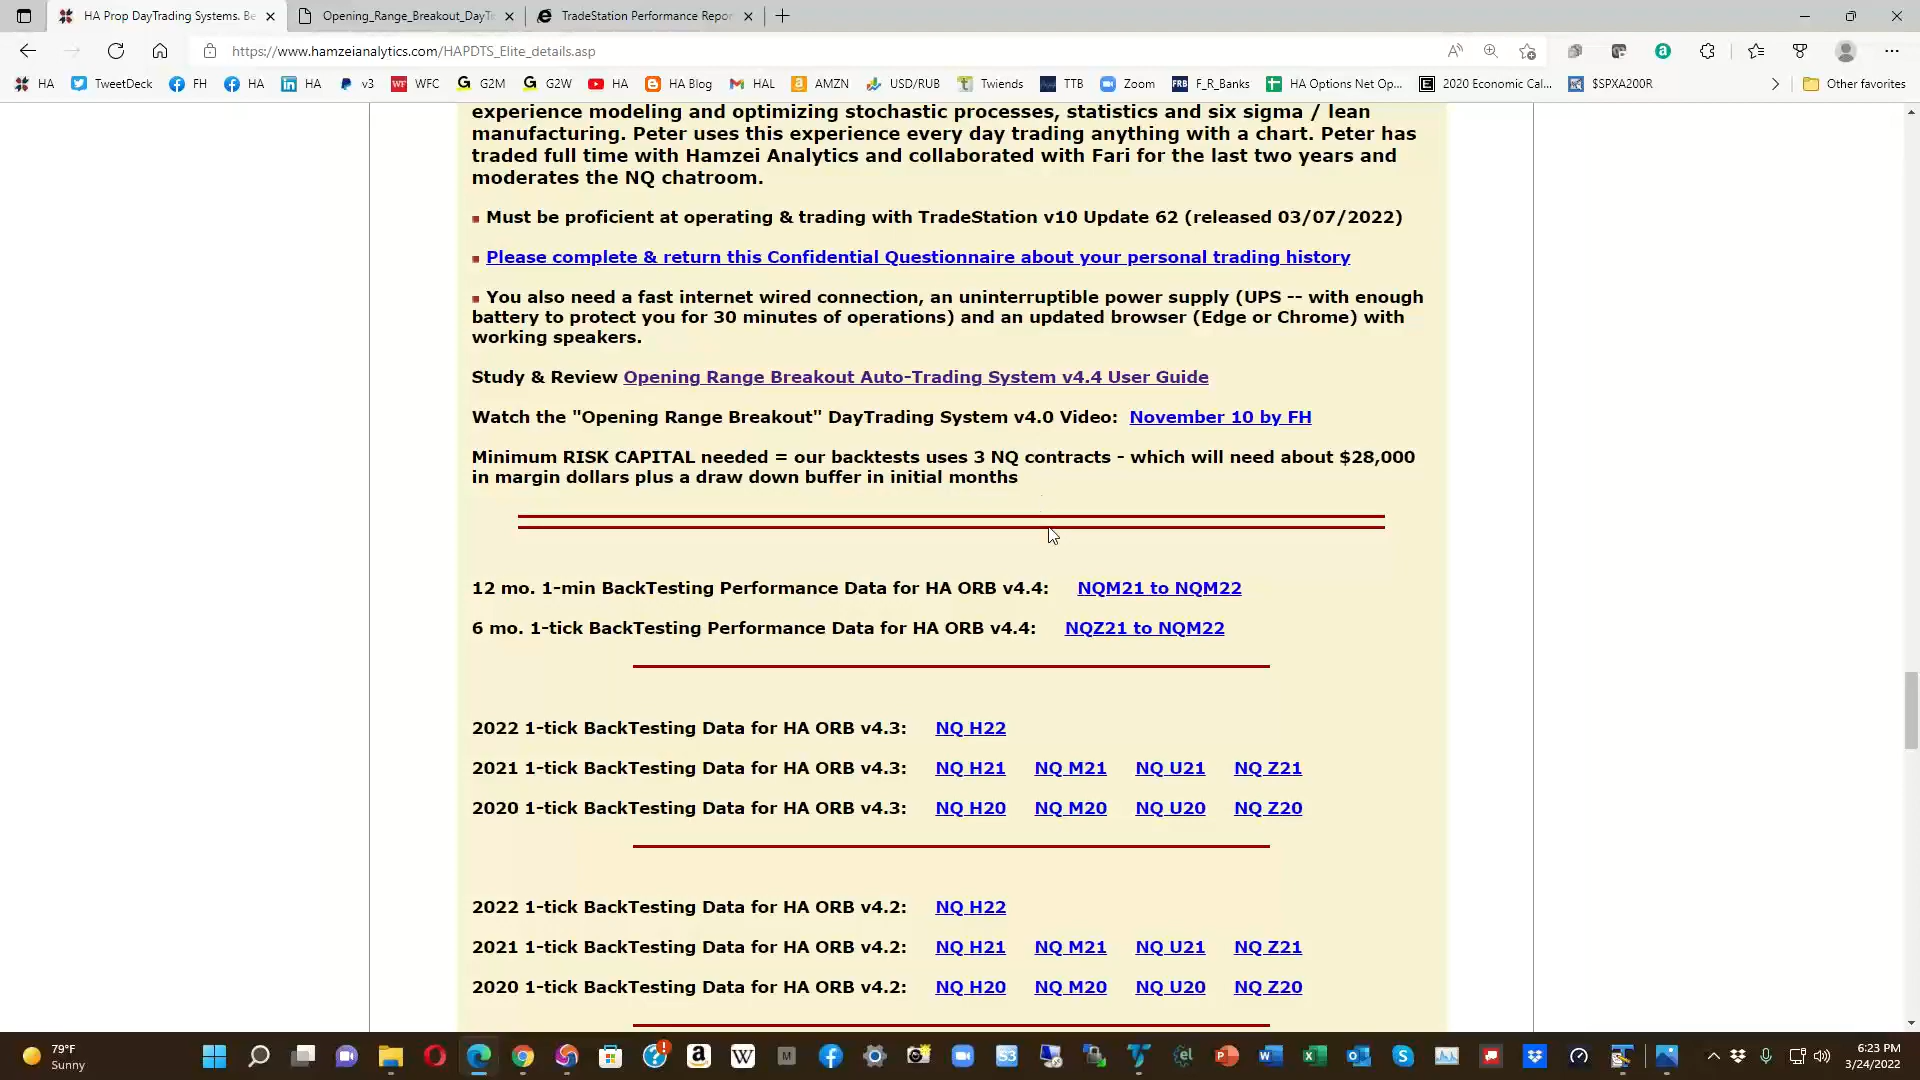 HA Prop DayTrading Systems. Be
Opening_Range_Breakout_DayTr
TradeStation Performance Repor
https://www.hamzeianalytics.com/HAPDTS_Elite_details.asp
HA TweetDeck FH HA HA v3 WFC G2M G2W HA HA Blog HAL AMZN USD/RUB Twiends TTB Zoom F_R_Banks HA Options Net Op... 2020 Economic Cal... $SPXA200R Other favorites
experience modeling and optimizing stochastic processes, statistics and six sigma / lean
manufacturing. Peter uses this experience every day trading anything with a chart. Peter has
traded full time with Hamzei Analytics and collaborated with Fari for the last two years and
moderates the NQ chatroom.
Must be proficient at operating & trading with TradeStation v10 Update 62 (released 03/07/2022)
Please complete & return this Confidential Questionnaire about your personal trading history
You also need a fast internet wired connection, an uninterruptible power supply (UPS -- with enough
battery to protect you for 30 minutes of operations) and an updated browser (Edge or Chrome) with
working speakers.
Study & Review Opening Range Breakout Auto-Trading System v4.4 User Guide
Watch the "Opening Range Breakout" DayTrading System v4.0 Video: November 10 by FH
Minimum RISK CAPITAL needed = our backtests uses 3 NQ contracts - which will need about $28,000
in margin dollars plus a draw down buffer in initial months
12 mo. 1-min BackTesting Performance Data for HA ORB v4.4: NQM21 to NQM22
6 mo. 1-tick BackTesting Performance Data for HA ORB v4.4: NQZ21 to NQM22
2022 1-tick BackTesting Data for HA ORB v4.3: NQ H22
2021 1-tick BackTesting Data for HA ORB v4.3: NQ H21 NQ M21 NQ U21 NQ Z21
2020 1-tick BackTesting Data for HA ORB v4.3: NQ H20 NQ M20 NQ U20 NQ Z20
2022 1-tick BackTesting Data for HA ORB v4.2: NQ H22
2021 1-tick BackTesting Data for HA ORB v4.2: NQ H21 NQ M21 NQ U21 NQ Z21
2020 1-tick BackTesting Data for HA ORB v4.2: NQ H20 NQ M20 NQ U20 NQ Z20
79°F
Sunny
6:23 PM
3/24/2022